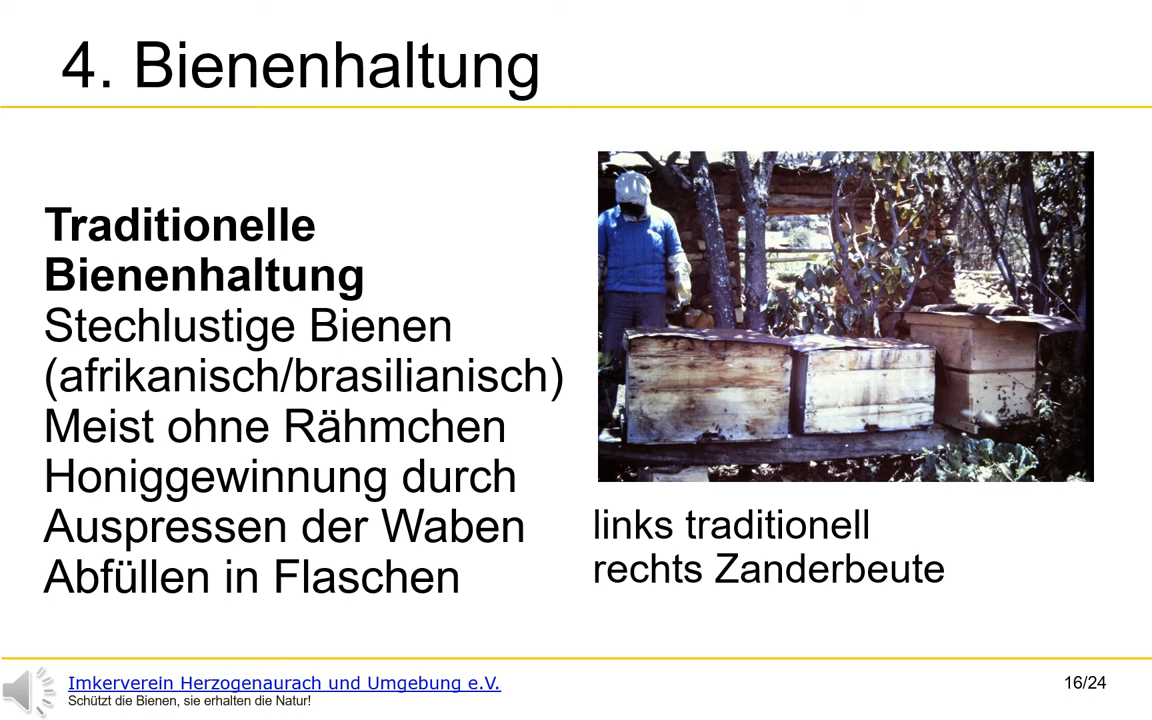 4. Bienenhaltung
Traditionelle
Bienenhaltung
Stechlustige Bienen
(afrikanisch/brasilianisch)
Meist ohne Rähmchen
Honiggewinnung durch
Auspressen der Waben
Abfüllen in Flaschen
links traditionell
rechts Zanderbeute
Imkerverein Herzogenaurach und Umgebung e.V.
Schützt die Bienen, sie erhalten die Natur!
16/24